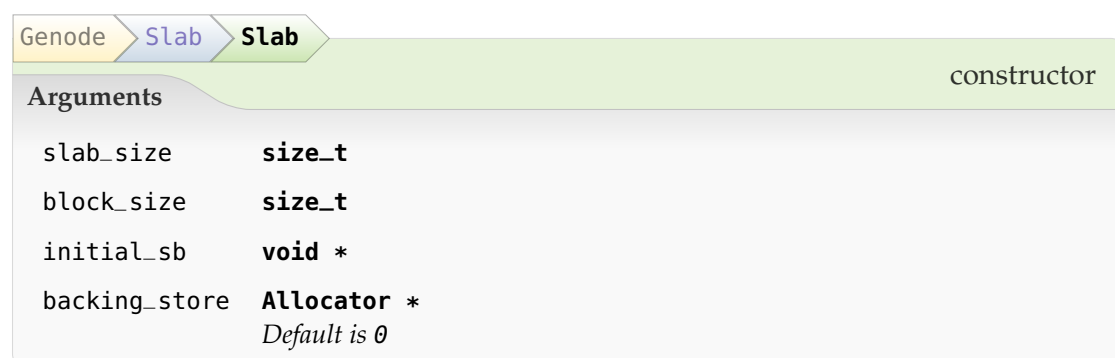 Genode Slab Slab
constructor
Arguments
slab_size size_t
block_size size_t
initial_sb void *
backing_store Allocator *
Default is 0